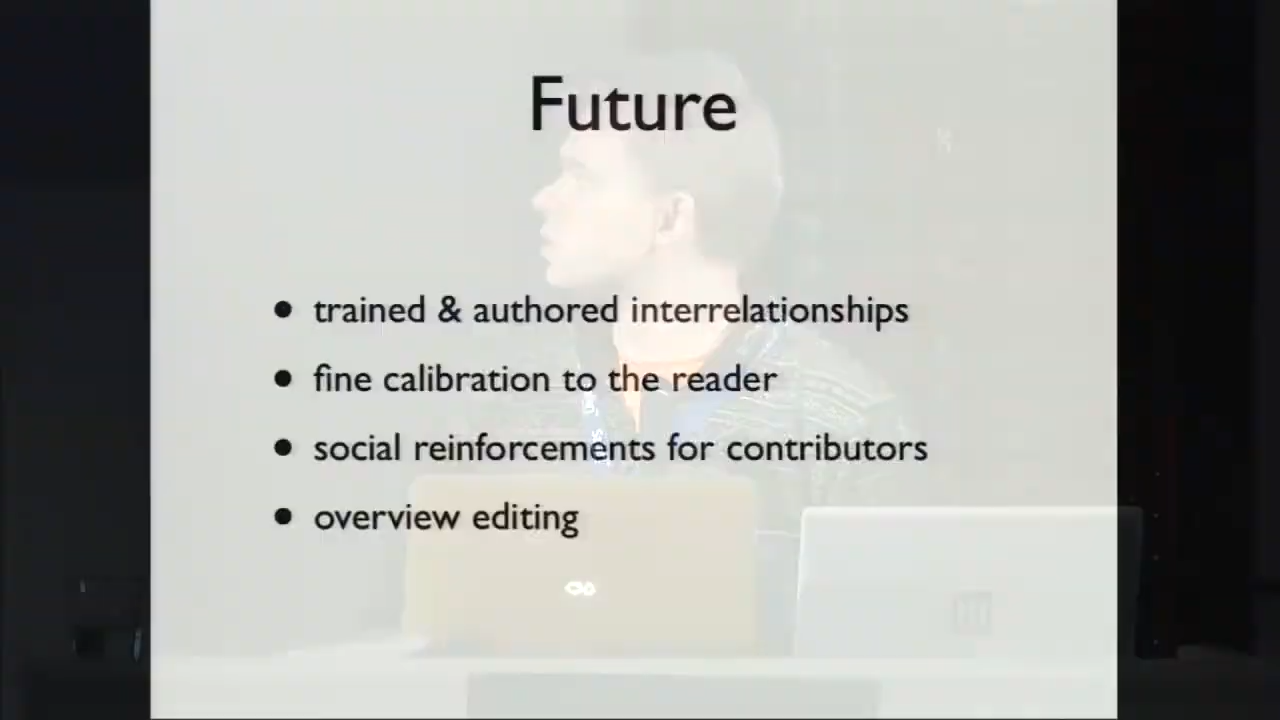 Future
• trained & authored interrelationships
• fine calibration to the reader
• social reinforcements for contributors
• overview editing